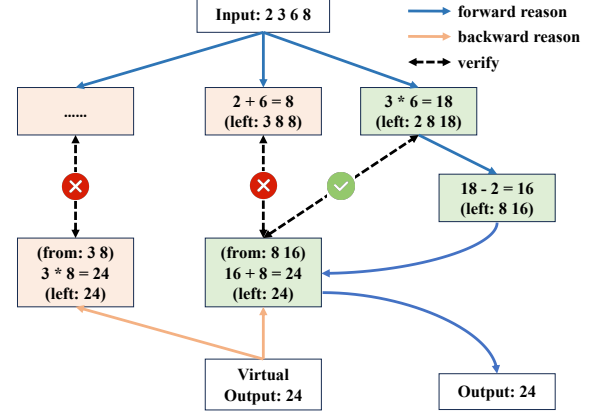 Input: 2 3 6 8
forward reason
backward reason
verify
......
2 + 6 = 8
(left: 3 8 8)
3 * 6 = 18
(left: 2 8 18)
18 - 2 = 16
(left: 8 16)
(from: 3 8)
3 * 8 = 24
(left: 24)
(from: 8 16)
16 + 8 = 24
(left: 24)
Virtual
Output: 24
Output: 24